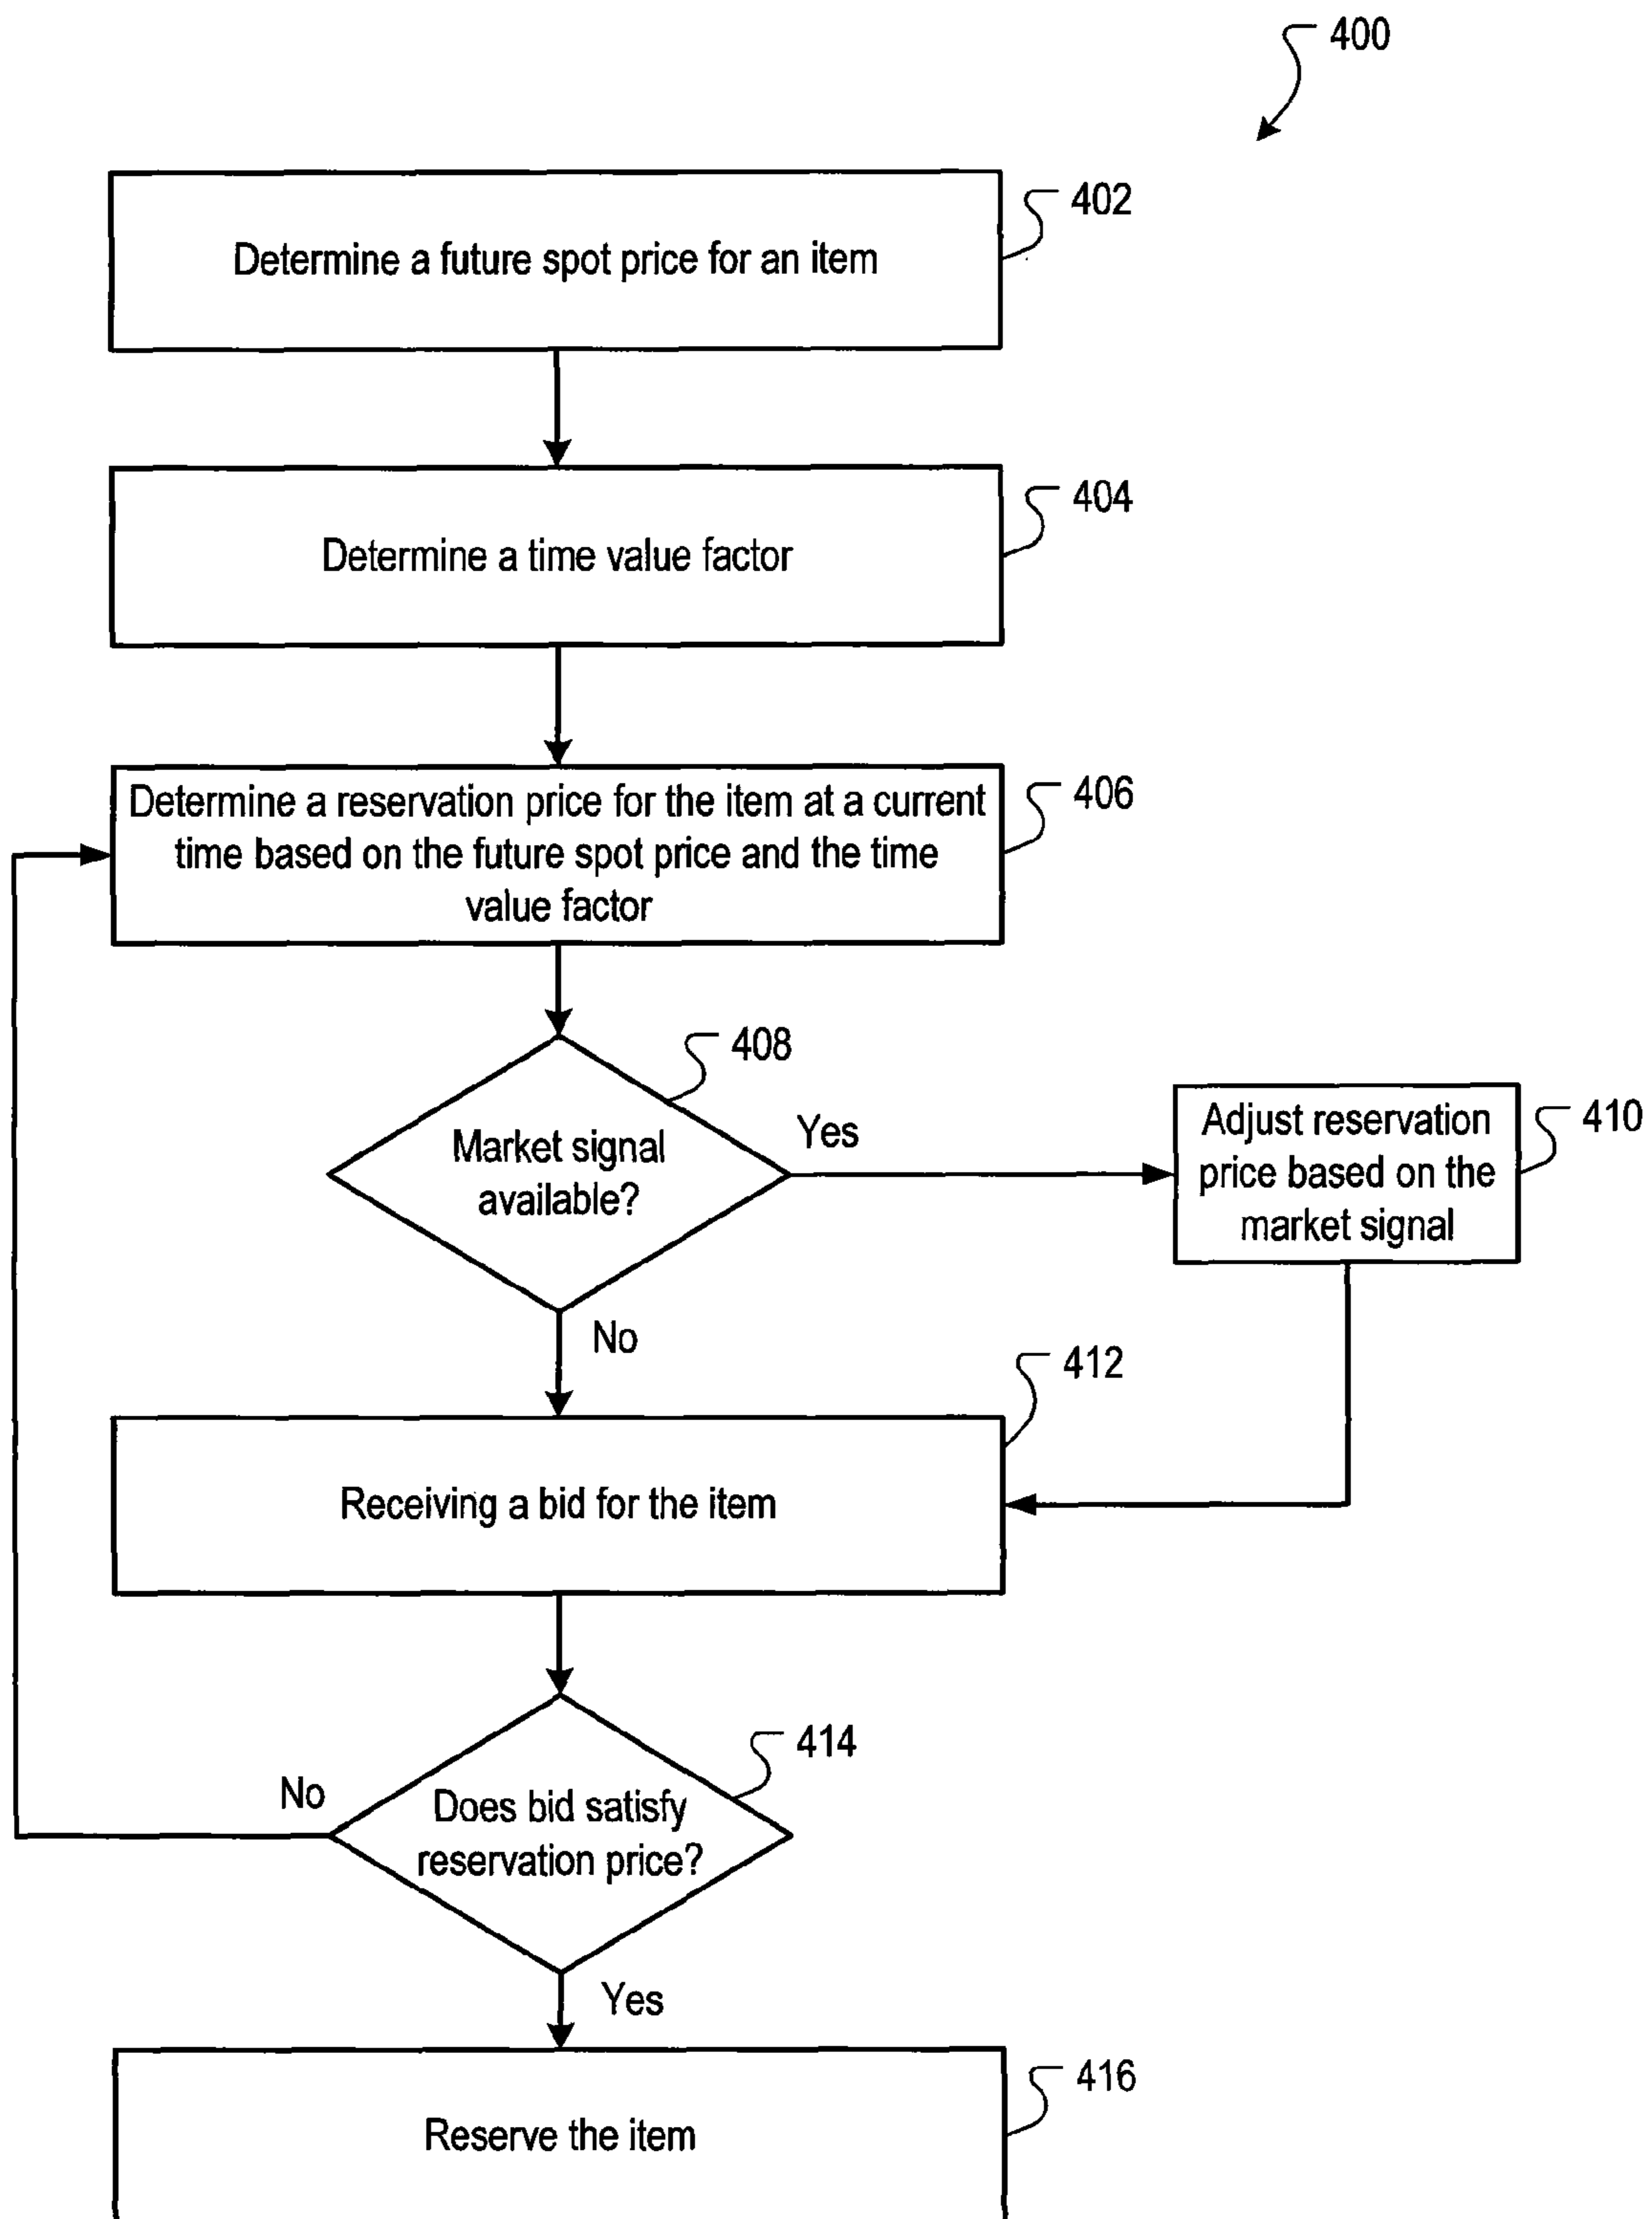 400
402
Determine a future spot price for an item
404
Determine a time value factor
406
Determine a reservation price for the item at a current
time based on the future spot price and the time
value factor
408
Market signal
available?
Yes
410
Adjust reservation
price based on the
market signal
No
412
Receiving a bid for the item
414
Does bid satisfy
reservation price?
No
Yes
416
Reserve the item